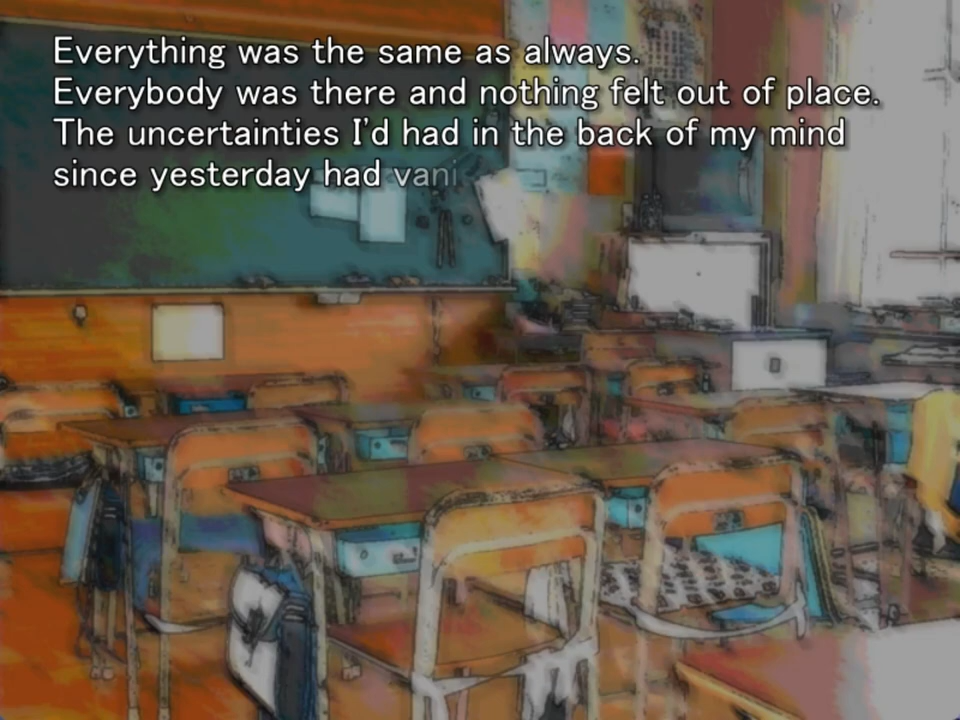 Everything was the same as always.
Everybody was there and nothing felt out of place.
The uncertainties I'd had in the back of my mind
since yesterday had vani